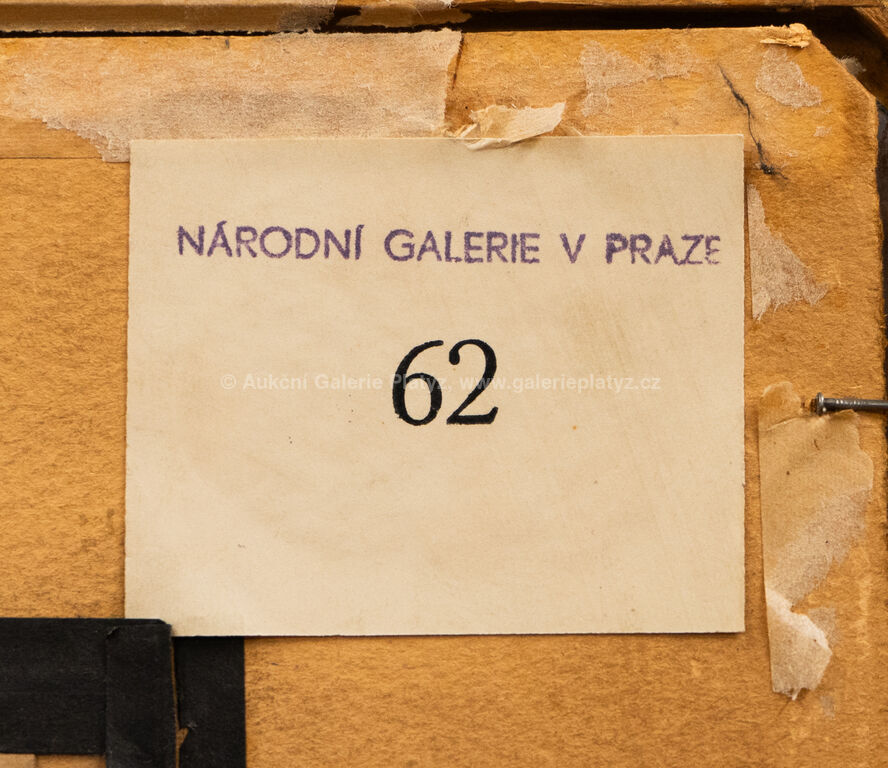 NÁRODNÍ GALERIE V PRAZE
62
© Aukční Galerie Platyz, www.galerieplatyz.cz